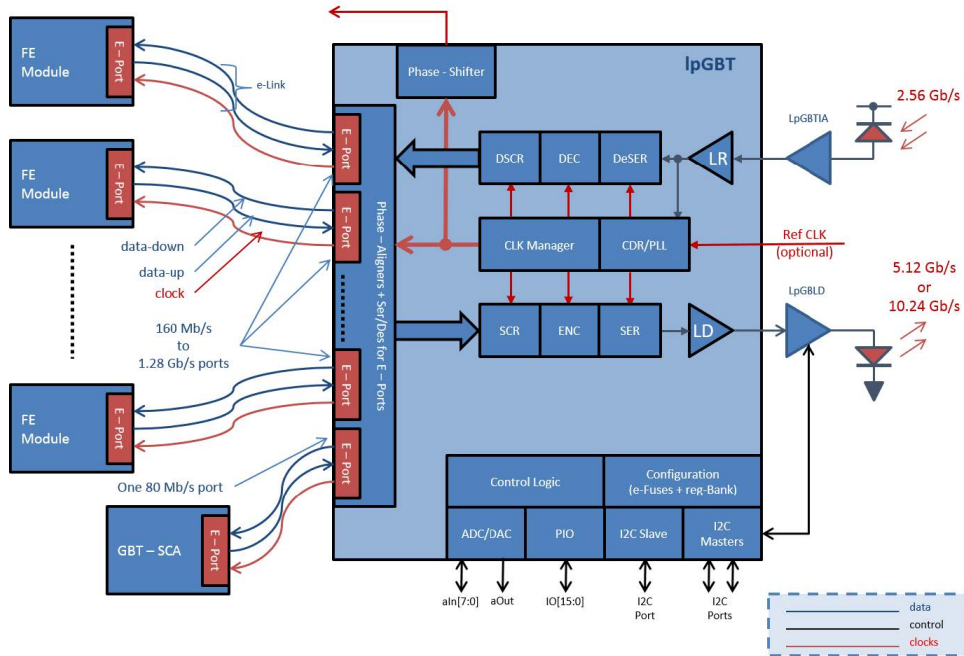 FE
Module
E – Port
e-Link
FE
Module
E – Port
data-down
data-up
clock
160 Mb/s
to
1.28 Gb/s ports
FE
Module
E – Port
One 80 Mb/s port
GBT – SCA
E – Port
E – Port
E – Port
E – Port
E – Port
Phase – Aligners + Ser/Des for E – Ports
Phase - Shifter
lpGBT
DSCR
DEC
DeSER
LR
LpGBTIA
2.56 Gb/s
CLK Manager
CDR/PLL
Ref CLK
(optional)
SCR
ENC
SER
LD
LpGBLD
5.12 Gb/s
or
10.24 Gb/s
Control Logic
Configuration
(e-Fuses + reg-Bank)
ADC/DAC
PIO
I2C Slave
I2C
Masters
aIn[7:0]
aOut
IO[15:0]
I2C
Port
I2C
Ports
data
control
clocks